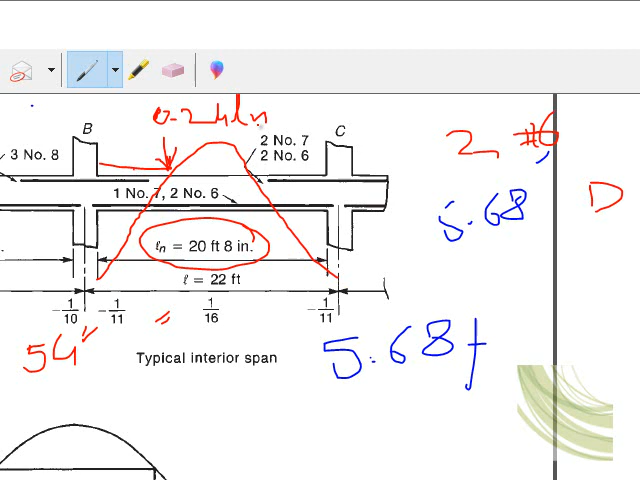 0.24ln
B
C
2 No. 7
2 No. 6
3 No. 8
2 #6
1 No. 7, 2 No. 6
5.68
D
ℓn = 20 ft 8 in.
ℓ = 22 ft
-1/10 -1/11 1/16 -1/11
54" =
5.68f
Typical interior span